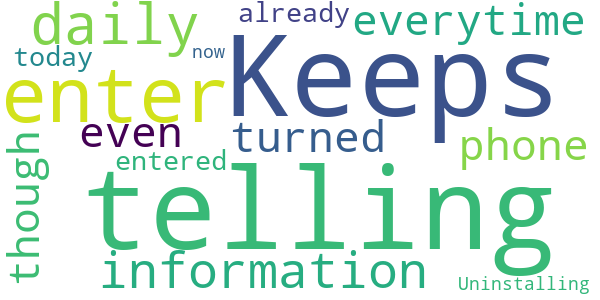 daily
already
everytime
today
now
enter
Keeps
even
turned
phone
though
entered
telling
information
Uninstalling